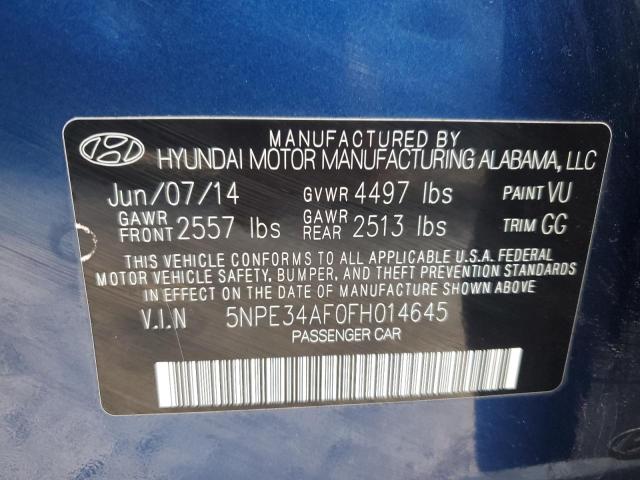 MANUFACTURED BY
HYUNDAI MOTOR MANUFACTURING ALABAMA, LLC
Jun/07/14 GVWR 4497 lbs PAINT VU
GAWR FRONT 2557 lbs GAWR REAR 2513 lbs TRIM GG
THIS VEHICLE CONFORMS TO ALL APPLICABLE U.S.A. FEDERAL
MOTOR VEHICLE SAFETY, BUMPER, AND THEFT PREVENTION STANDARDS
IN EFFECT ON THE DATE OF MANUFACTURE SHOWN ABOVE.
V.I.N 5NPE34AF0FH014645
PASSENGER CAR